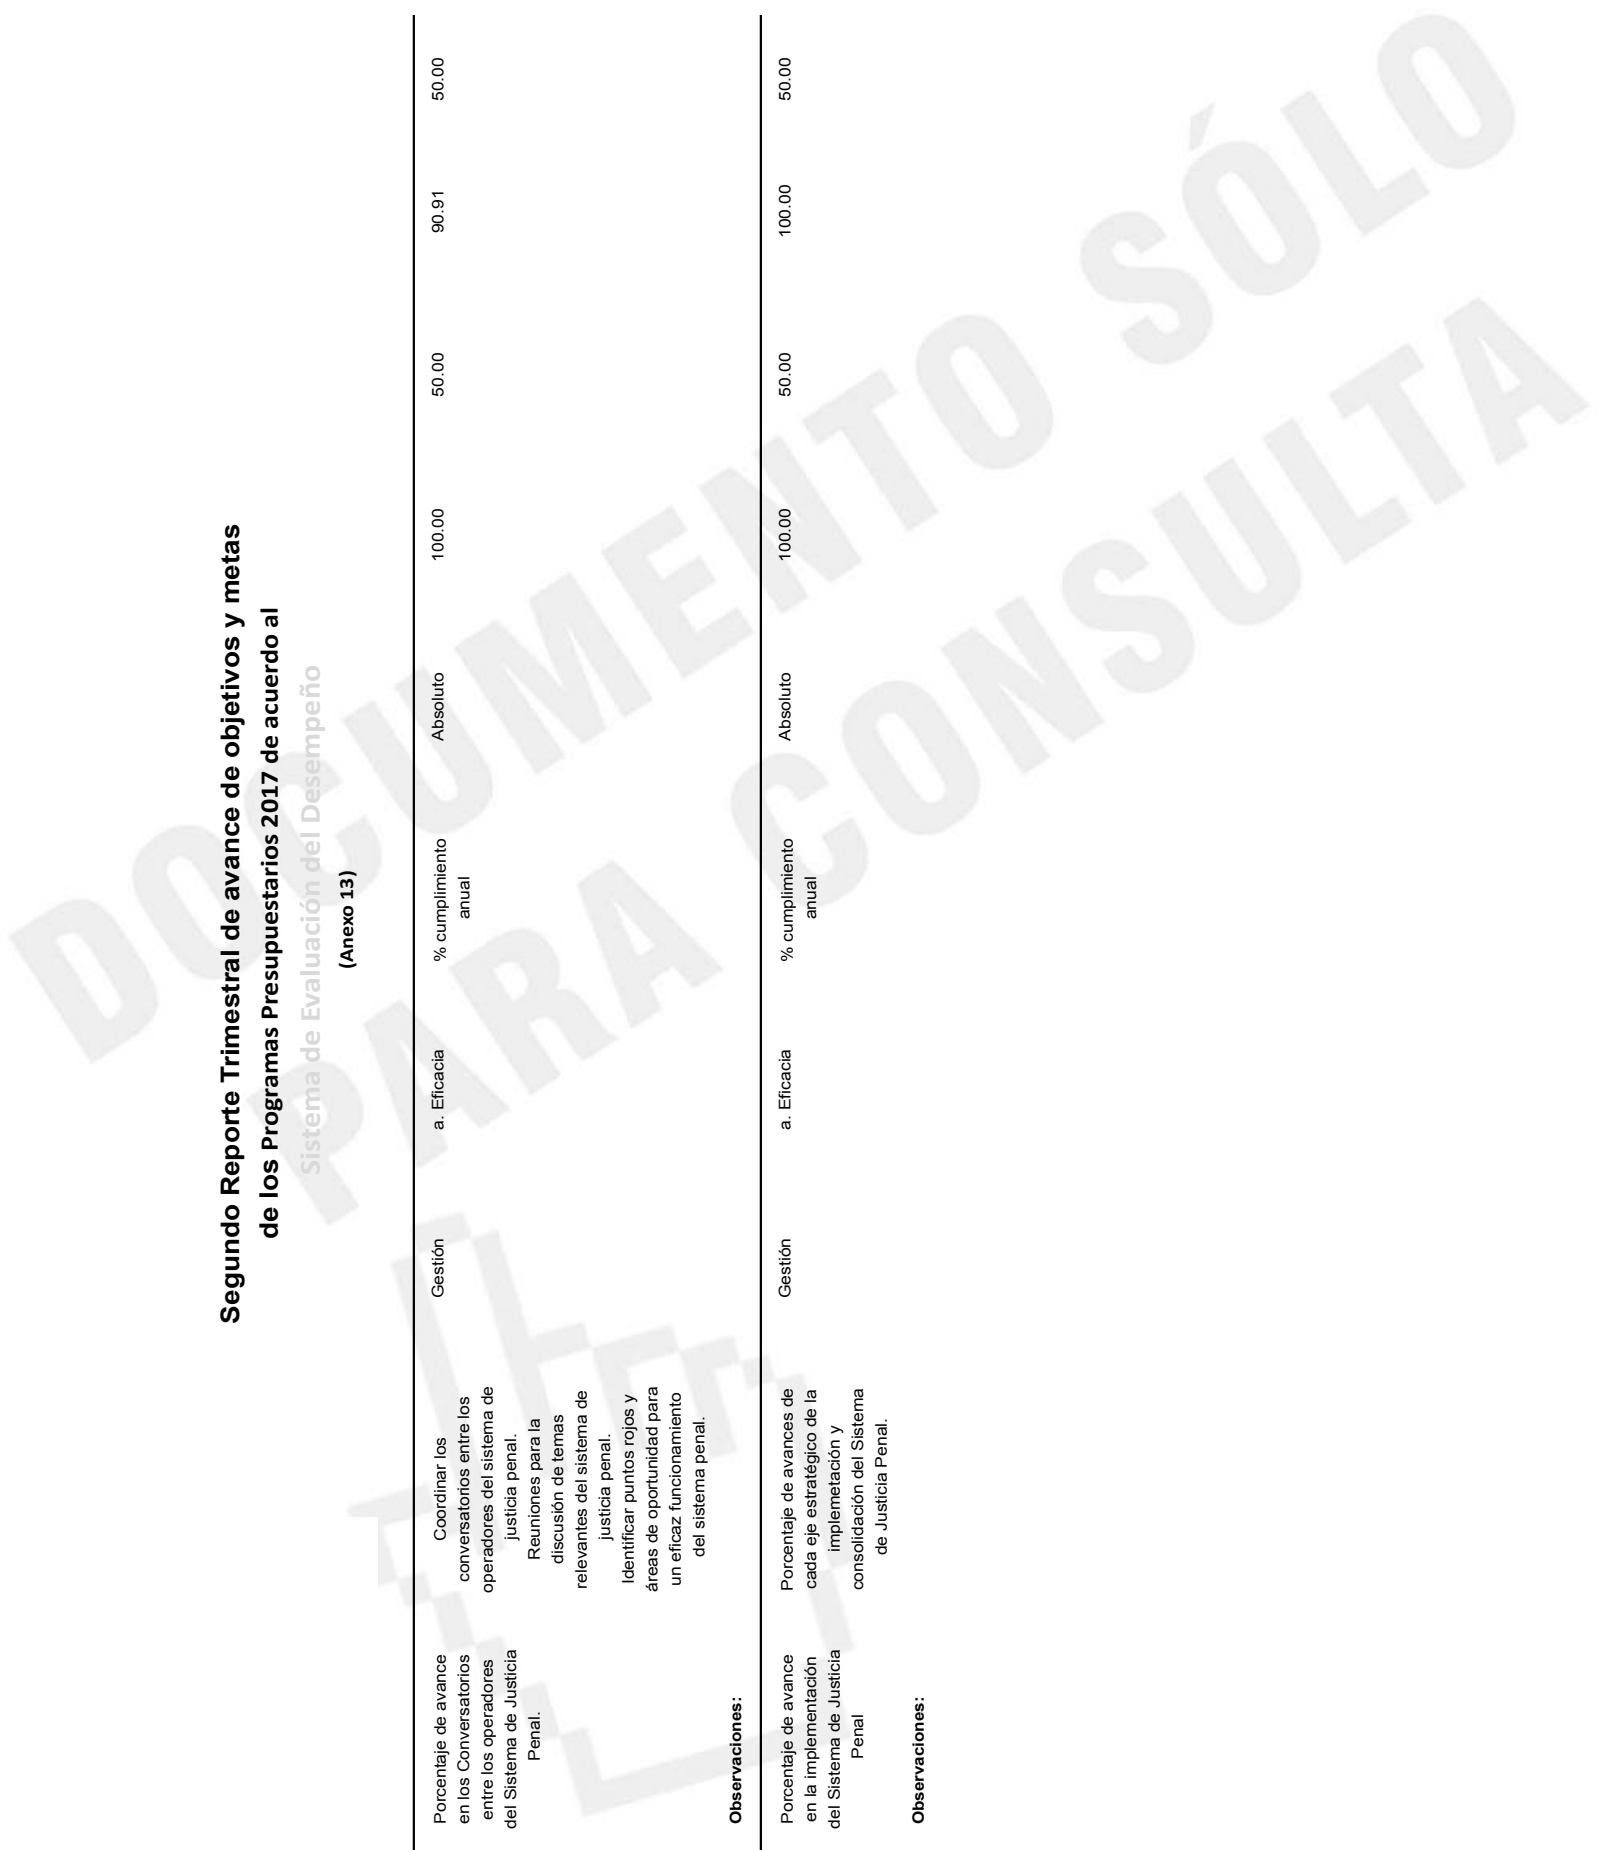 Segundo Reporte Trimestral de avance de objetivos y metas
de los Programas Presupuestarios 2017 de acuerdo al
Sistema de Evaluación del Desempeño
(Anexo 13)
Porcentaje de avance
en los Conversatorios
entre los operadores
del Sistema de Justicia
Penal.
Coordinar los
conversatorios entre los
operadores del sistema de
justicia penal.
Reuniones para la
discusión de temas
relevantes del sistema de
justicia penal.
Identificar puntos rojos y
áreas de oportunidad para
un eficaz funcionamiento
del sistema penal.
Gestión
a. Eficacia
% cumplimiento
anual
Absoluto
100.00
50.00
90.91
50.00
Observaciones:
Porcentaje de avance
en la implementación
del Sistema de Justicia
Penal
Porcentaje de avances de
cada eje estratégico de la
implemetación y
consolidación del Sistema
de Justicia Penal.
Gestión
a. Eficacia
% cumplimiento
anual
Absoluto
100.00
50.00
100.00
50.00
Observaciones:
DOCUMENTO SÓLO
PARA CONSULTA